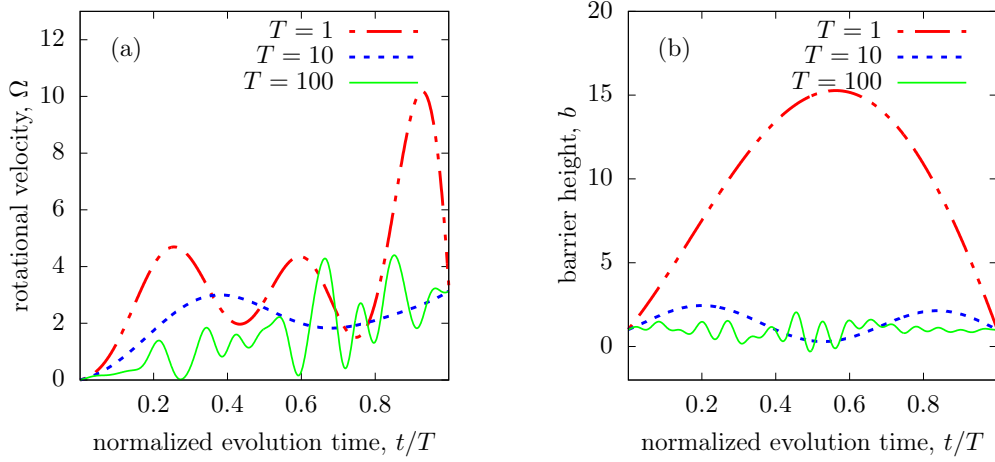 (a)
T = 1
T = 10
T = 100
rotational velocity, Ω
12
10
8
6
4
2
0
0.2 0.4 0.6 0.8
normalized evolution time, t/T
(b)
T = 1
T = 10
T = 100
barrier height, b
20
15
10
5
0
0.2 0.4 0.6 0.8
normalized evolution time, t/T